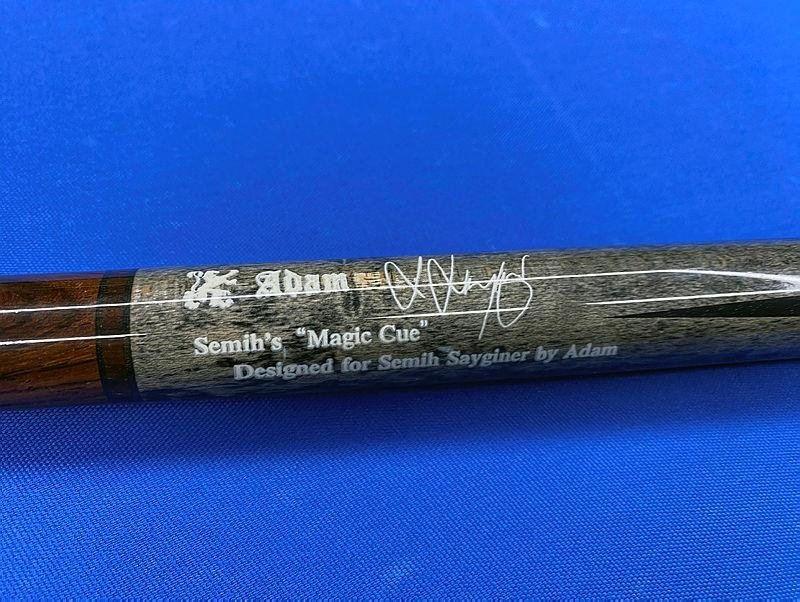 Adam
Semih's "Magic Cue"
Designed for Semih Sayginer by Adam